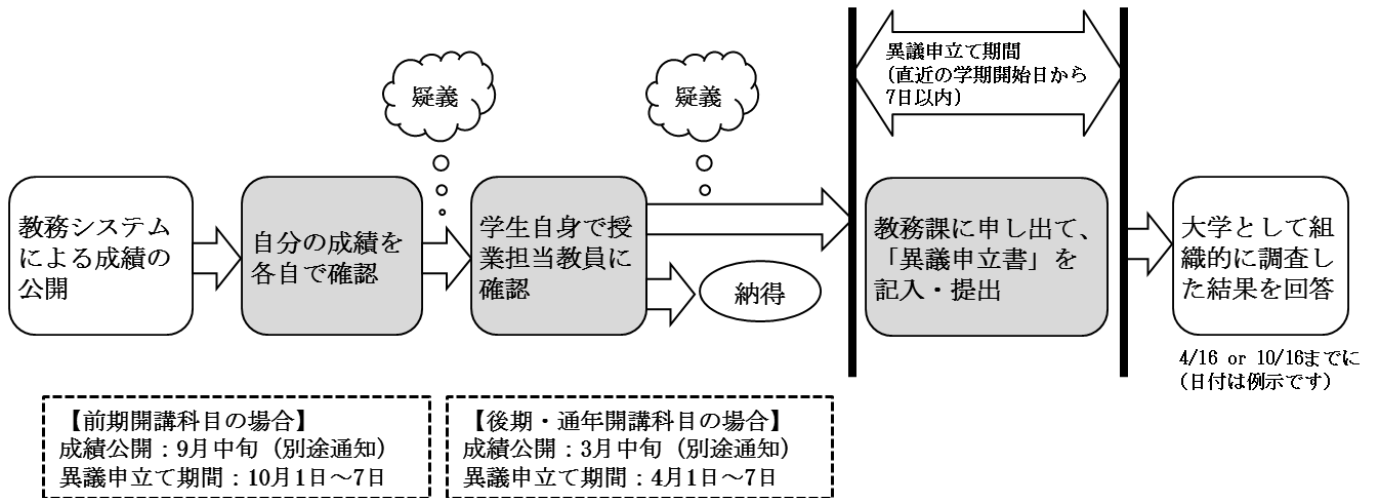 異議申立て期間
(直近の学期開始日から
7日以内)
疑義
疑義
教務システム
による成績の
公開
自分の成績を
各自で確認
学生自身で授
業担当教員に
確認
納得
教務課に申し出て、
「異議申立書」を
記入・提出
大学として組
織的に調査し
た結果を回答
4/16 or 10/16までに
(日付は例示です)
【前期開講科目の場合】
成績公開:9月中旬(別途通知)
異議申立て期間:10月1日~7日
【後期・通年開講科目の場合】
成績公開:3月中旬(別途通知)
異議申立て期間:4月1日~7日